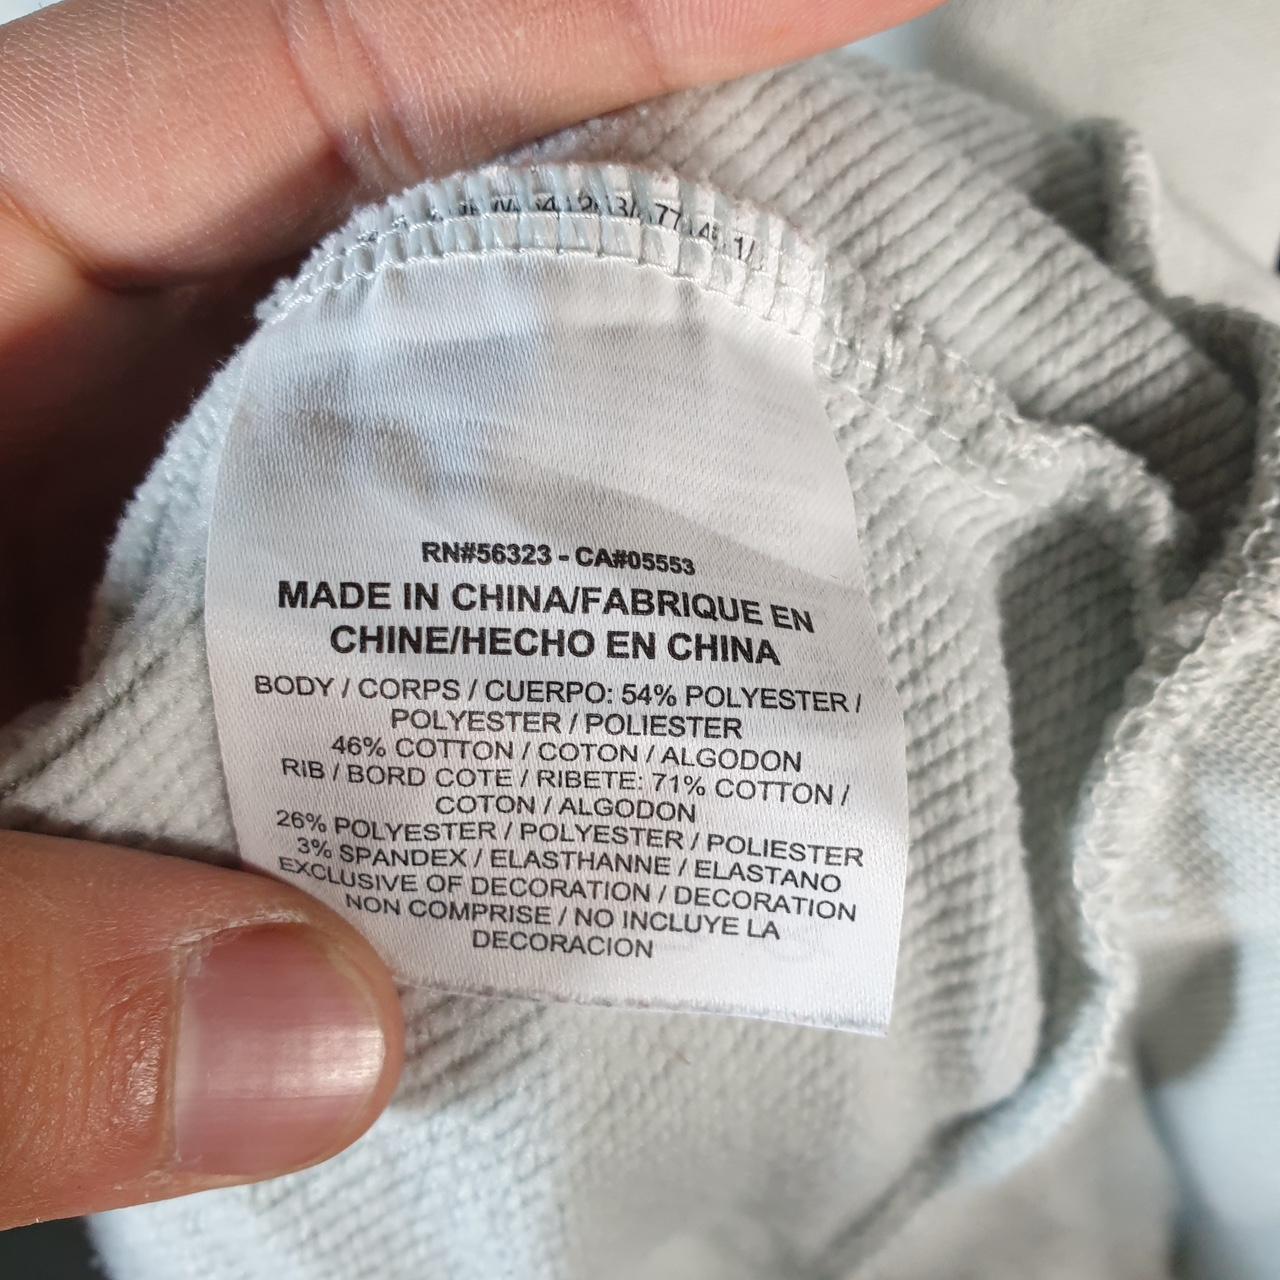 RN#56323 - CA#05553
MADE IN CHINA/FABRIQUE EN
CHINE/HECHO EN CHINA
BODY / CORPS / CUERPO: 54% POLYESTER /
POLYESTER / POLIESTER
46% COTTON / COTON / ALGODON
RIB / BORD COTE / RIBETE: 71% COTTON /
COTON / ALGODON
26% POLYESTER / POLYESTER / POLIESTER
3% SPANDEX / ELASTHANNE / ELASTANO
EXCLUSIVE OF DECORATION / DECORATION
NON COMPRISE / NO INCLUYE LA
DECORACION